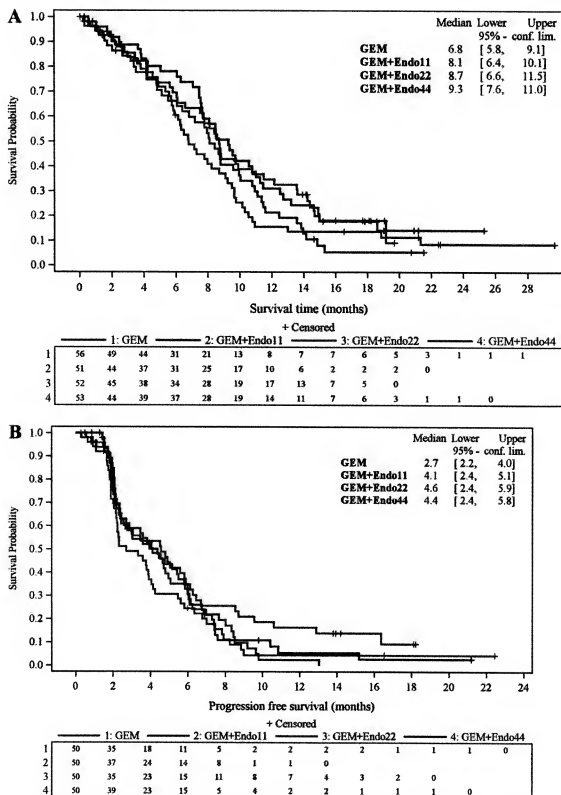 A
Median Lower Upper
95% - conf. lim.
GEM 6.8 [ 5.8, 9.1]
GEM+Endo11 8.1 [ 6.4, 10.1]
GEM+Endo22 8.7 [ 6.6, 11.5]
GEM+Endo44 9.3 [ 7.6, 11.0]
Survival Probability
1.0
0.9
0.8
0.7
0.6
0.5
0.4
0.3
0.2
0.1
0.0
0 2 4 6 8 10 12 14 16 18 20 22 24 26 28 30
Survival time (months)
+ Censored
1: GEM 2: GEM+Endo11 3: GEM+Endo22 4: GEM+Endo44
1 56 49 44 31 21 13 8 7 7 6 5 3 1 1 1
2 51 44 37 31 25 17 10 6 2 2 2 0
3 52 45 38 34 28 19 17 13 7 5 0
4 53 44 39 37 28 19 14 11 7 6 3 1 1 0
B
Median Lower Upper
95% - conf. lim.
GEM 2.7 [ 2.2, 4.0]
GEM+Endo11 4.1 [ 2.4, 5.1]
GEM+Endo22 4.6 [ 2.4, 5.9]
GEM+Endo44 4.4 [ 2.4, 5.8]
Survival Probability
1.0
0.9
0.8
0.7
0.6
0.5
0.4
0.3
0.2
0.1
0.0
0 2 4 6 8 10 12 14 16 18 20 22 24
Progression free survival (months)
+ Censored
1: GEM 2: GEM+Endo11 3: GEM+Endo22 4: GEM+Endo44
1 50 35 18 11 5 2 2 2 2 1 1 1 0
2 50 37 24 14 8 1 1 0
3 50 35 23 15 11 8 7 4 3 2 0
4 50 39 23 15 5 4 2 2 1 1 1 0